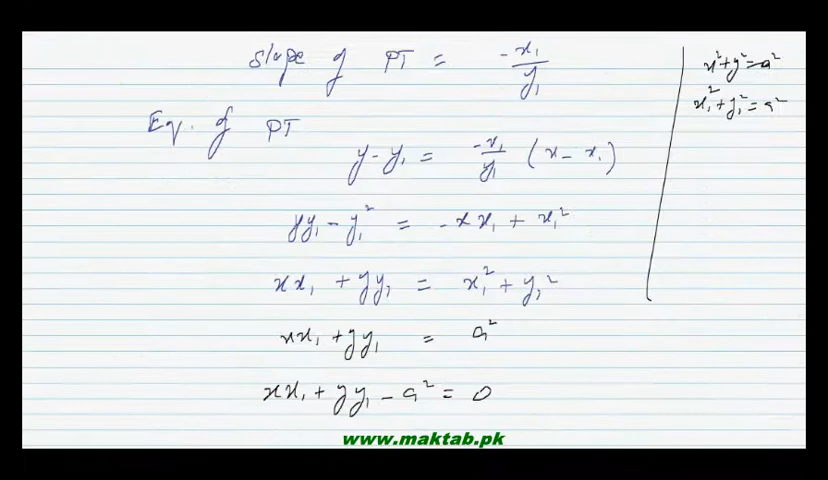 Slope of PT = -x₁/y₁
Eq. of PT
y - y₁ = -x₁/y₁ (x - x₁)
yy₁ - y₁² = -xx₁ + x₁²
xx₁ + yy₁ = x₁² + y₁²
xx₁ + yy₁ = a²
xx₁ + yy₁ - a² = 0
x²+y²=a²
x₁²+y₁²=a²
www.maktab.pk